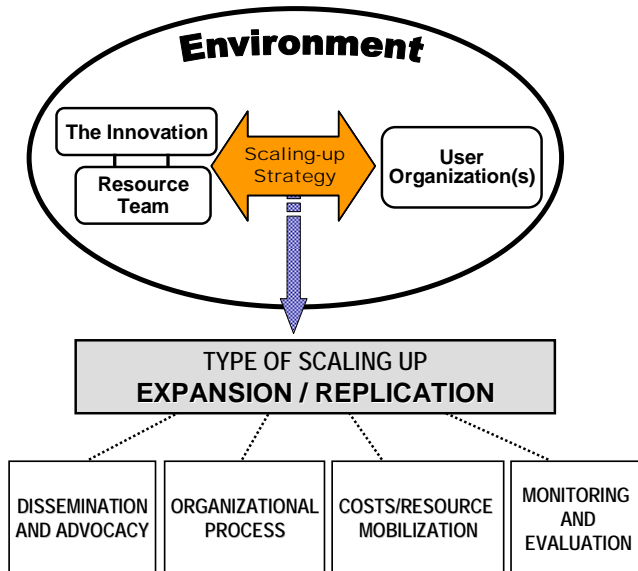 Environment
The Innovation
Resource
Team
Scaling-up
Strategy
User
Organization(s)
TYPE OF SCALING UP
EXPANSION / REPLICATION
DISSEMINATION
AND ADVOCACY
ORGANIZATIONAL
PROCESS
COSTS/RESOURCE
MOBILIZATION
MONITORING
AND
EVALUATION